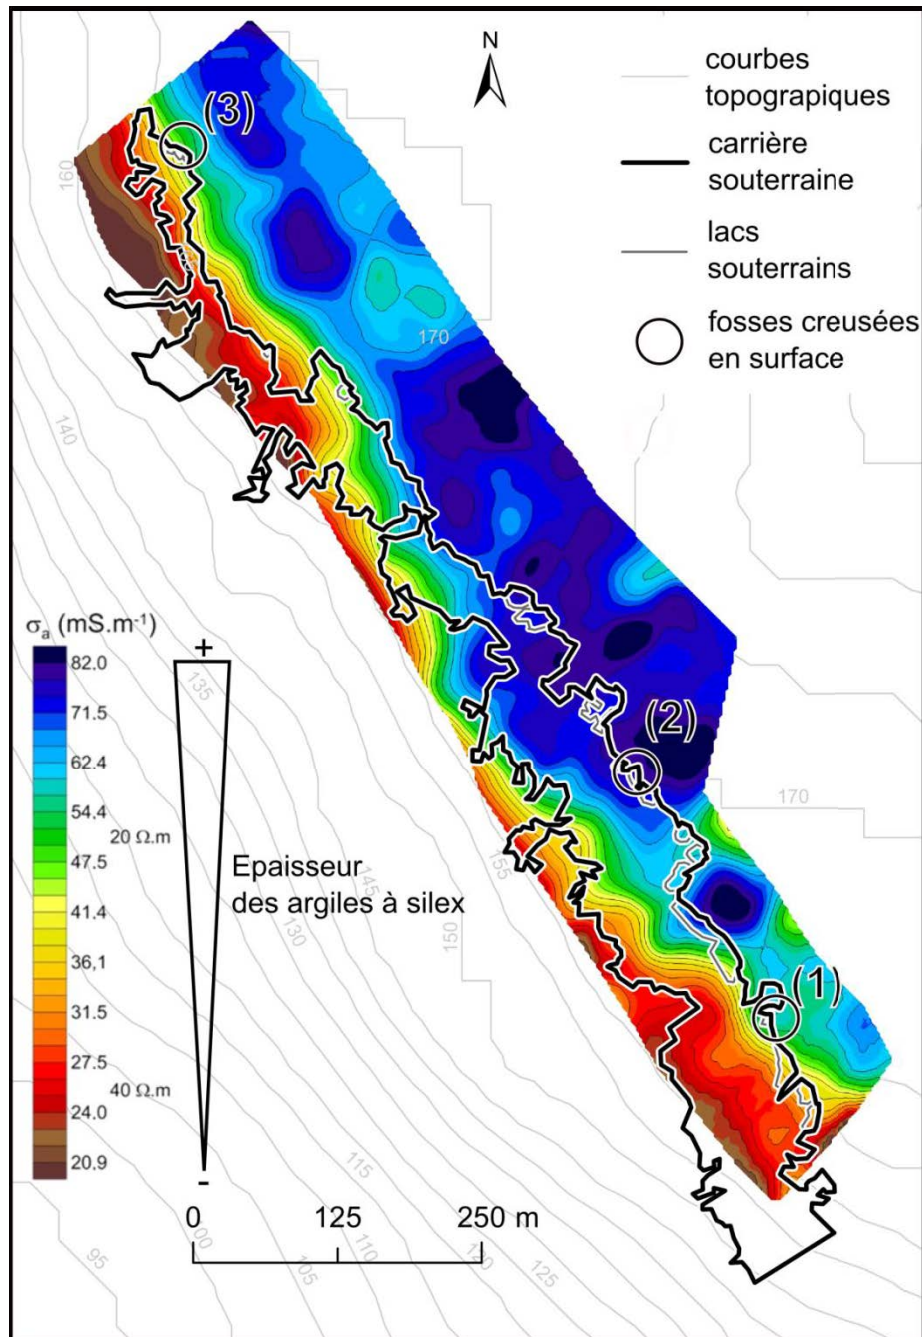 N
courbes
topograpiques
carrière
souterraine
lacs
souterrains
fosses creusées
en surface
(3)
160
170
140
σa (mS.m-1)
+
82.0
71.5
62.4
54.4
20 Ω.m
47.5
41.4
36,1
31.5
27.5
40 Ω.m
24.0
20.9
135
(2)
170
Epaisseur
des argiles à silex
155
145
150
130
(1)
-
115
100
105
110
120
125
95
0
125
250 m